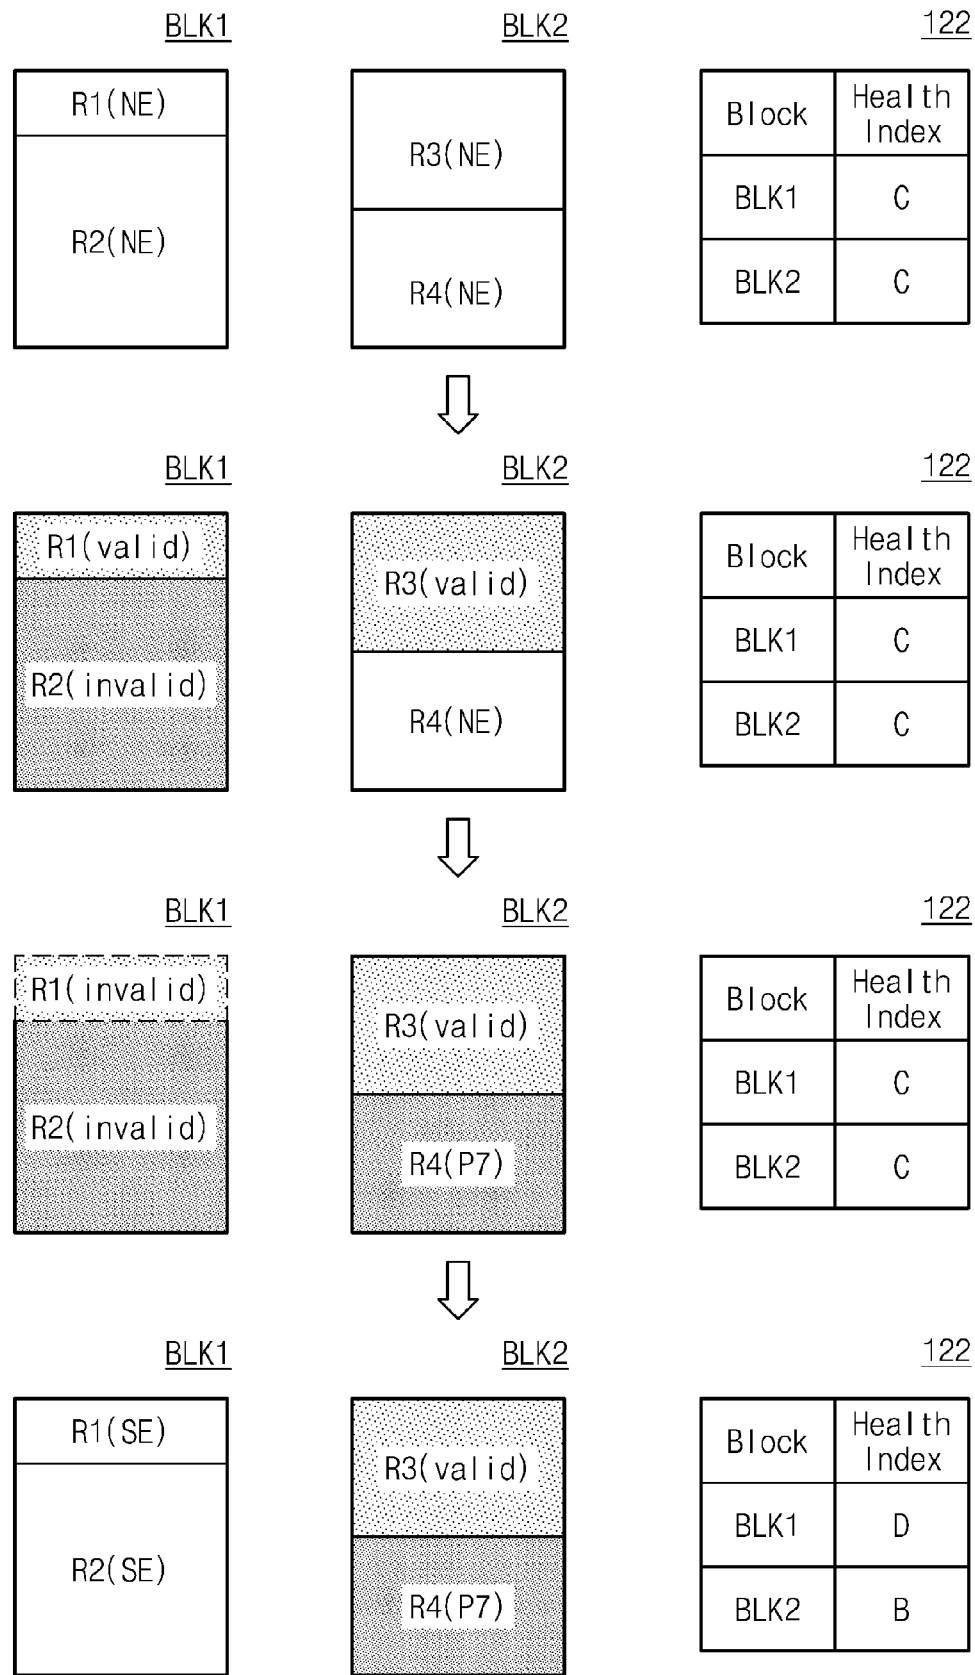 BLK1
BLK2
122
R1(NE)
R2(NE)
R3(NE)
R4(NE)
Block
Health
Index
BLK1
C
BLK2
C
BLK1
BLK2
122
R1(valid)
R2(invalid)
R3(valid)
R4(NE)
Block
Health
Index
BLK1
C
BLK2
C
BLK1
BLK2
122
R1(invalid)
R2(invalid)
R3(valid)
R4(P7)
Block
Health
Index
BLK1
C
BLK2
C
BLK1
BLK2
122
R1(SE)
R2(SE)
R3(valid)
R4(P7)
Block
Health
Index
BLK1
D
BLK2
B